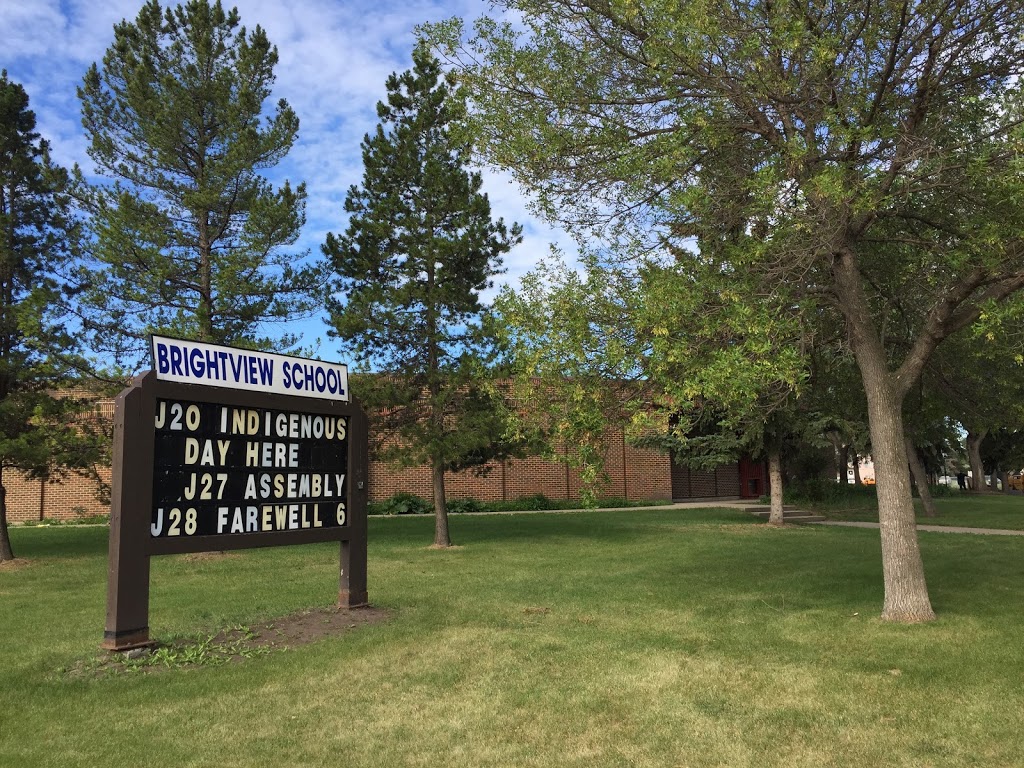 BRIGHTVIEW SCHOOL
J20 INDIGENOUS
DAY HERE
J27 ASSEMBLY
J28 FAREWELL 6